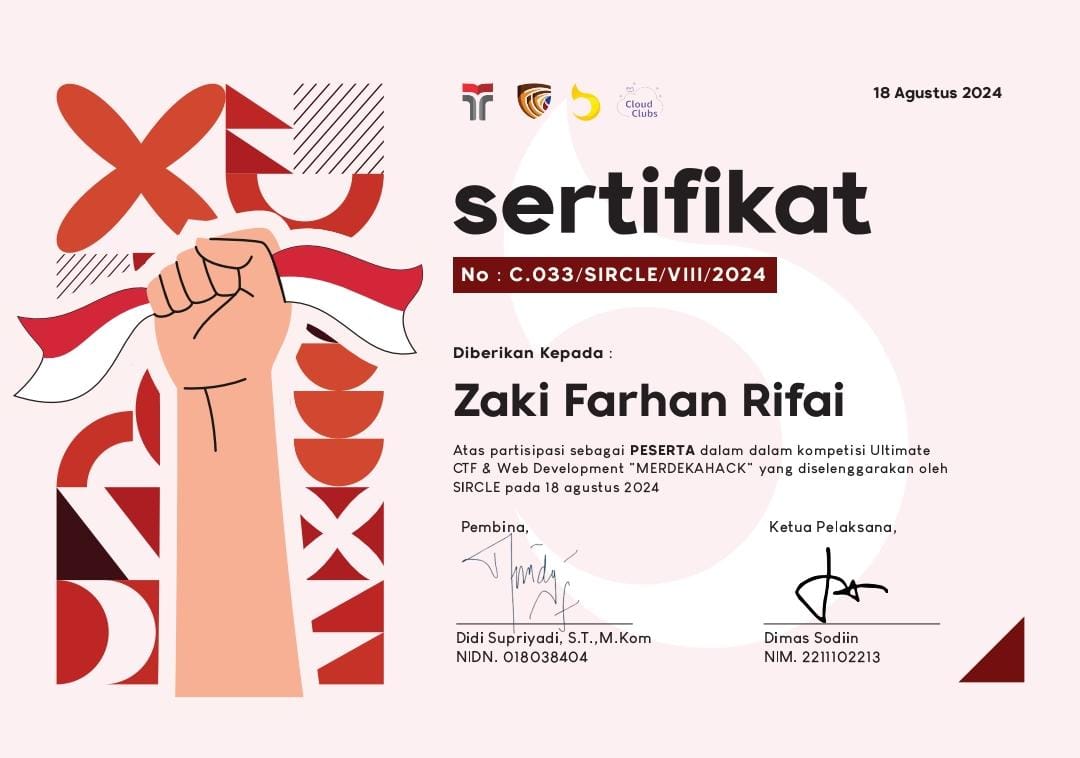 Cloud
Clubs
18 Agustus 2024
sertifikat
No : C.033/SIRCLE/VIII/2024
Diberikan Kepada :
Zaki Farhan Rifai
Atas partisipasi sebagai PESERTA dalam dalam kompetisi Ultimate
CTF & Web Development "MERDEKAHACK" yang diselenggarakan oleh
SIRCLE pada 18 agustus 2024
Pembina,
Ketua Pelaksana,
Didi Supriyadi, S.T.,M.Kom
NIDN. 018038404
Dimas Sodiin
NIM. 2211102213